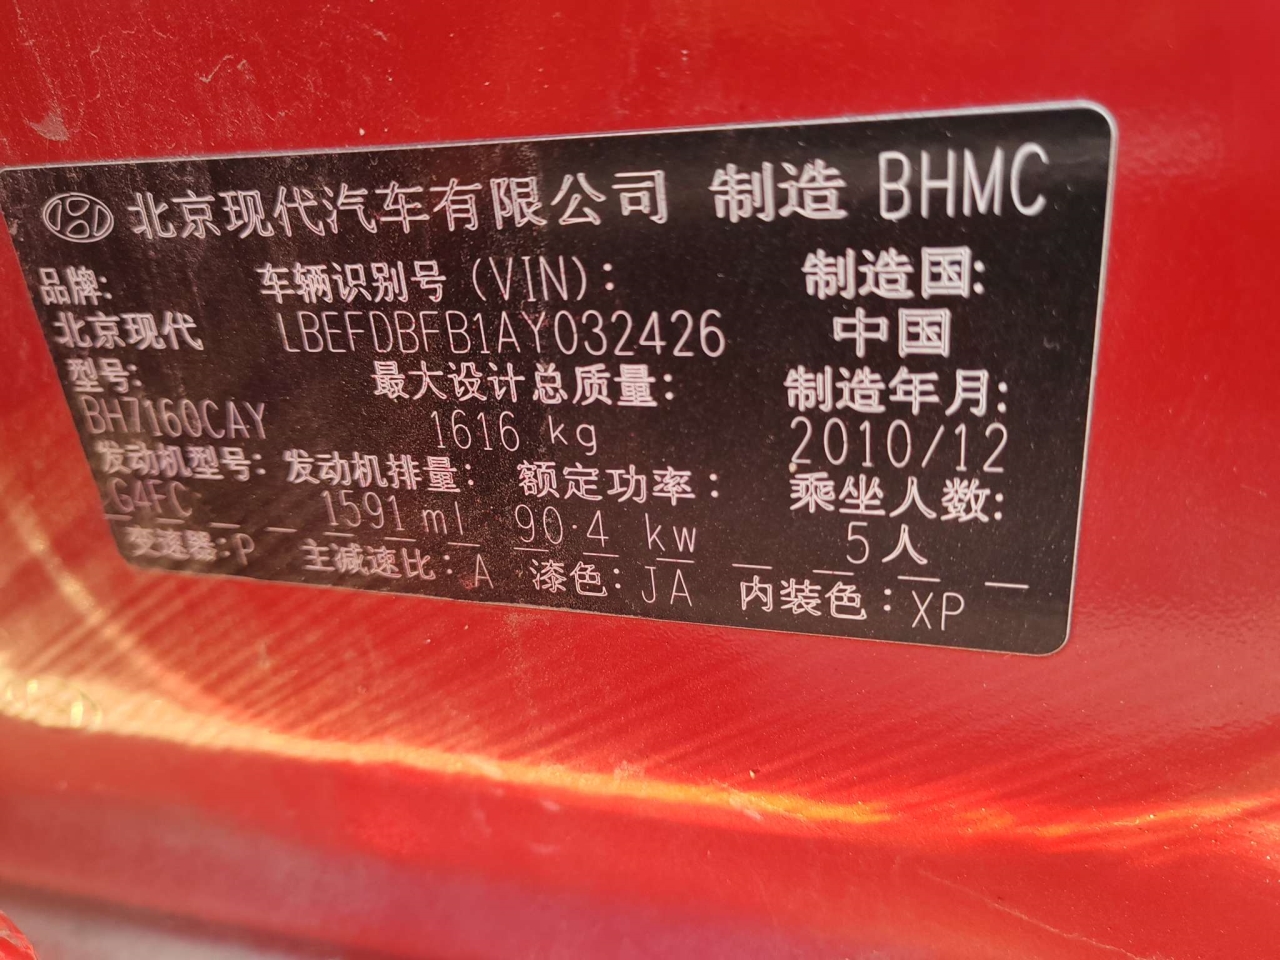 北京现代汽车有限公司 制造 BHMC
品牌: 车辆识别号 (VIN): 制造国:
北京现代 LBEFDBFB1AY032426 中国
型号: 最大设计总质量: 制造年月:
BH7160CAY 1616 kg 2010/12
发动机型号: 发动机排量: 额定功率: 乘坐人数:
G4FC 1591 ml 90.4 kw 5人
变速器:P 主减速比:A 漆色:JA 内装色:XP